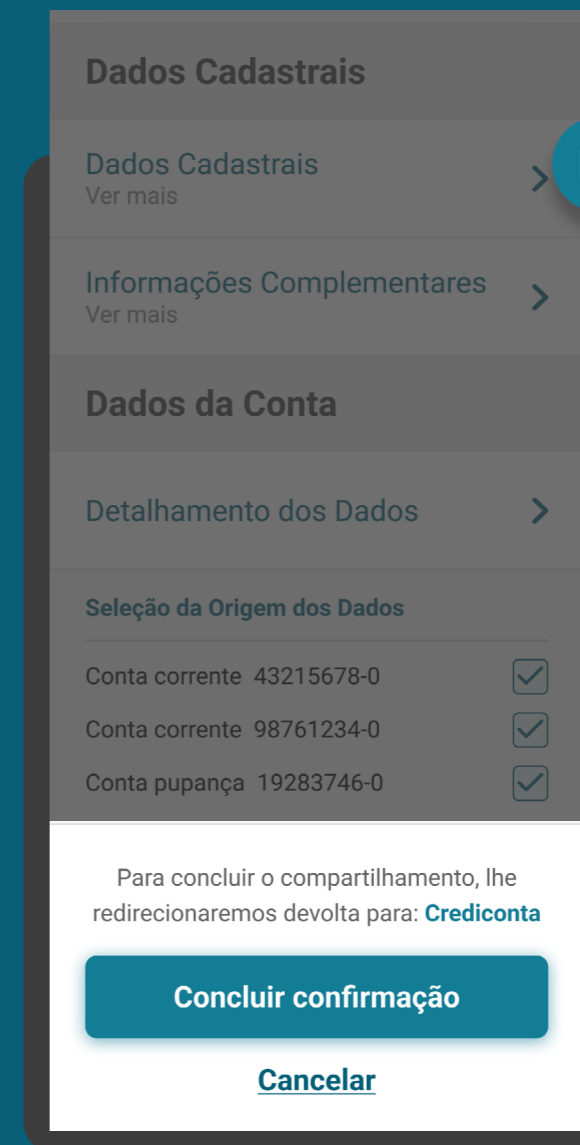 Dados Cadastrais
Dados Cadastrais
Ver mais
Informações Complementares
Ver mais
Dados da Conta
Detalhamento dos Dados
Seleção da Origem dos Dados
Conta corrente 43215678-0
Conta corrente 98761234-0
Conta pupança 19283746-0
Para concluir o compartilhamento, lhe
redirecionaremos devolta para: Crediconta
Concluir confirmação
Cancelar